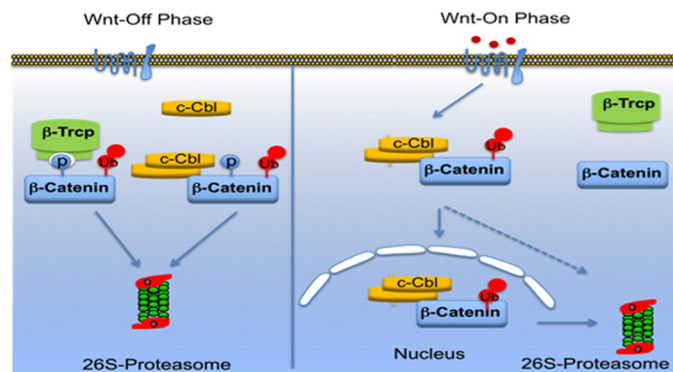 Wnt-Off Phase
Wnt-On Phase
c-Cbl
β-Trcp
p
Ub
β-Catenin
c-Cbl
p
Ub
β-Catenin
26S-Proteasome
c-Cbl
Ub
β-Catenin
β-Trcp
β-Catenin
c-Cbl
Ub
β-Catenin
Nucleus
26S-Proteasome